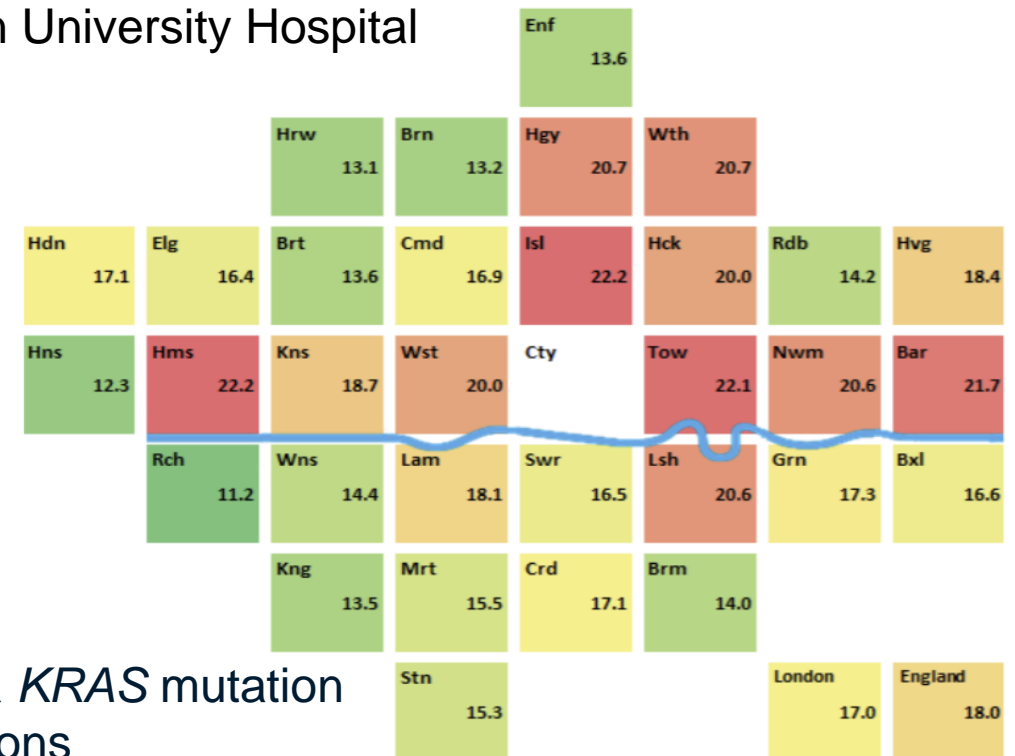 n University Hospital
Enf
13.6
Hrw Brn Hgy Wth
13.1 13.2 20.7 20.7
Hdn Elg Brt Cmd Isl Hck Rdb Hvg
17.1 16.4 13.6 16.9 22.2 20.0 14.2 18.4
Hns Hms Kns Wst Cty Tow Nwm Bar
12.3 22.2 18.7 20.0 22.1 20.6 21.7
Rch Wns Lam Swr Lsh Grn Bxl
11.2 14.4 18.1 16.5 20.6 17.3 16.6
Kng Mrt Crd Brm
13.5 15.5 17.1 14.0
KRAS mutation
Stn London England
15.3 17.0 18.0
ons